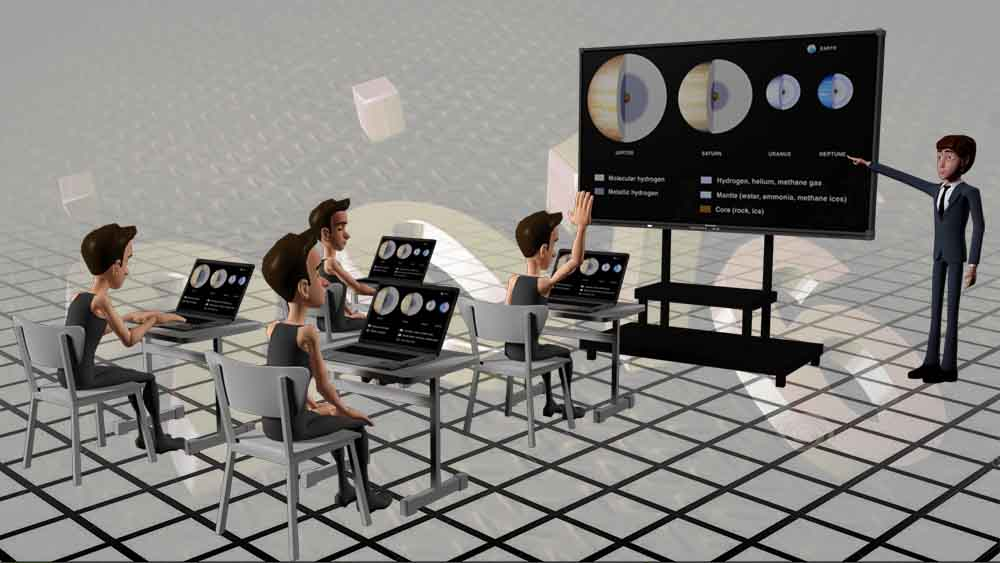 EARTH
JUPITER
SATURN
URANUS
NEPTUNE
Molecular hydrogen
Metallic hydrogen
Hydrogen, helium, methane gas
Mantle (water, ammonia, methane ices)
Core (rock, ice)